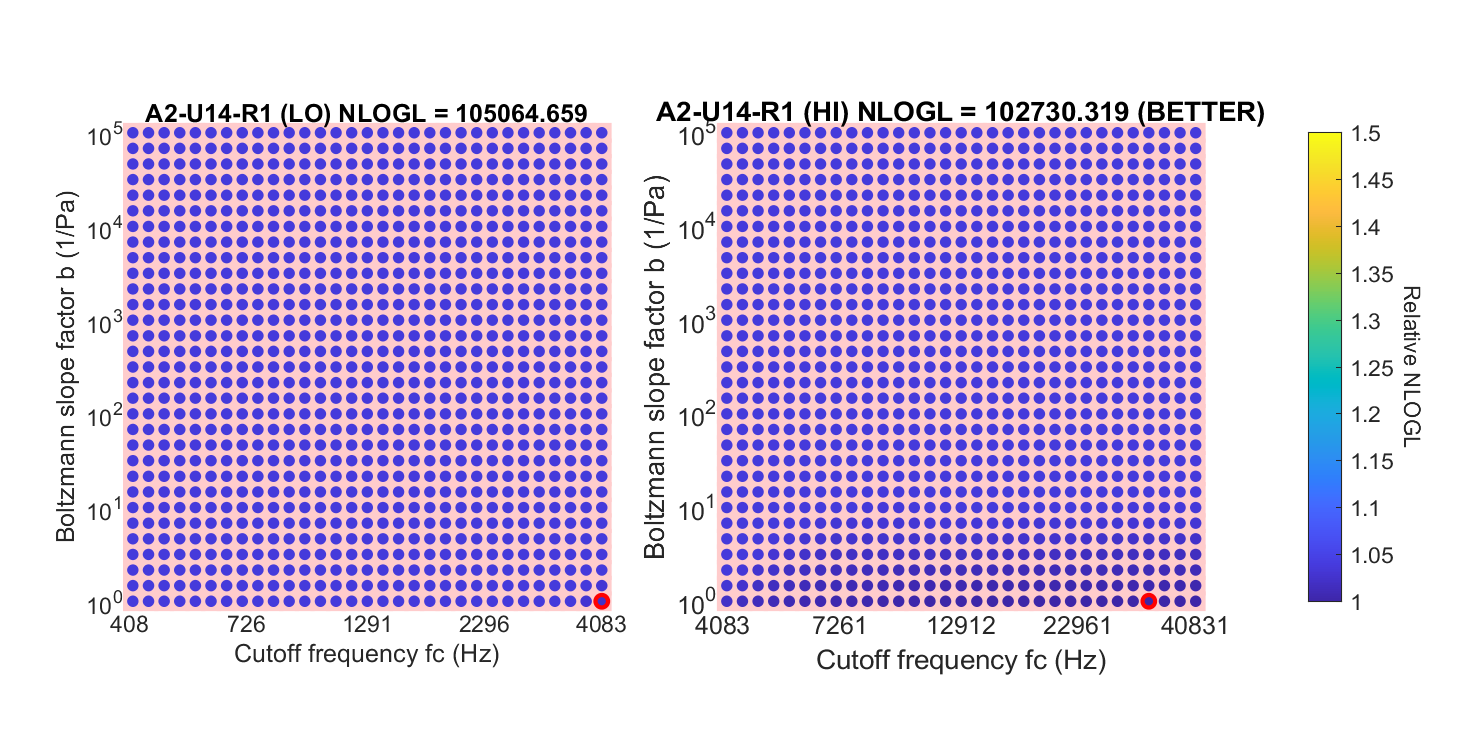 A2-U14-R1 (LO) NLOGL = 105064.659
10^5
10^4
10^3
10^2
10^1
10^0
Boltzmann slope factor b (1/Pa)
408 726 1291 2296 4083
Cutoff frequency fc (Hz)
A2-U14-R1 (HI) NLOGL = 102730.319 (BETTER)
10^5
10^4
10^3
10^2
10^1
10^0
Boltzmann slope factor b (1/Pa)
4083 7261 12912 22961 40831
Cutoff frequency fc (Hz)
1.5
1.45
1.4
1.35
1.3
1.25
1.2
1.15
1.1
1.05
1
Relative NLOGL